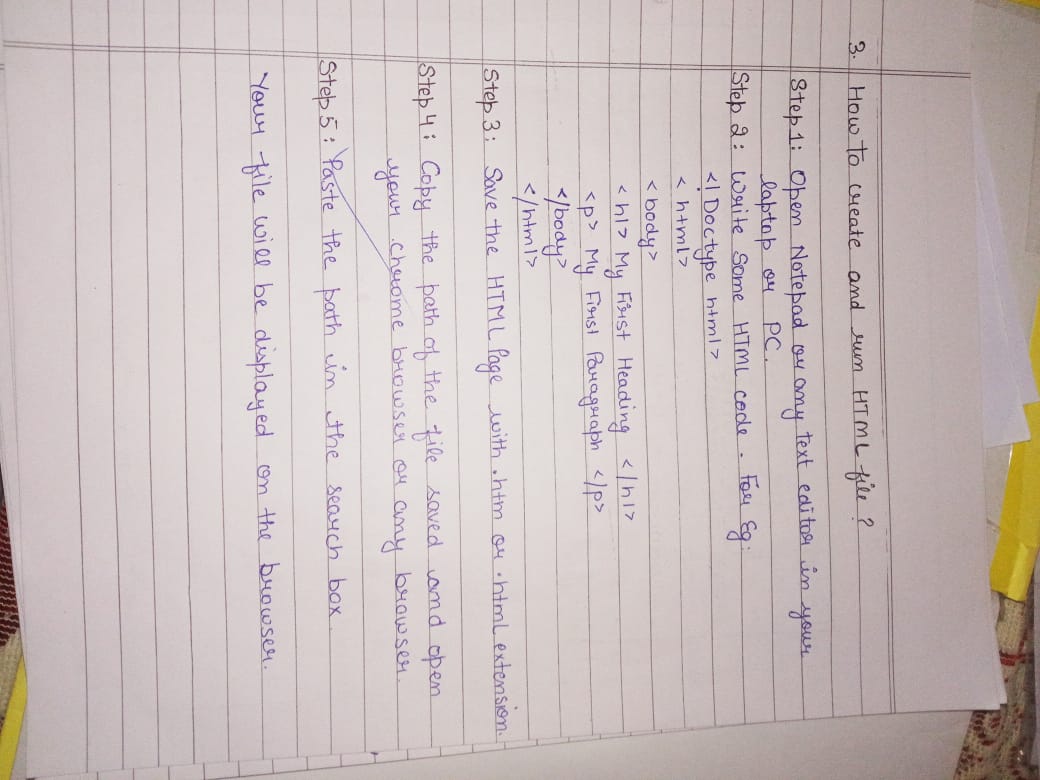 3. How to create and run HTML file?
Step 1: Open Notepad or any text editor in your
laptop or PC.
Step 2: Write Some HTML code. For Eg:
<! Doctype html>
<html>
<body>
<h1> My First Heading </h1>
<p> My First Paragraph </p>
</body>
</html>
Step 3: Save the HTML Page with .htm or .html extension.
Step 4: Copy the path of the file saved and open
your chrome browser or any browser.
Step 5: Paste the path in the search box.
Your file will be displayed on the browser.